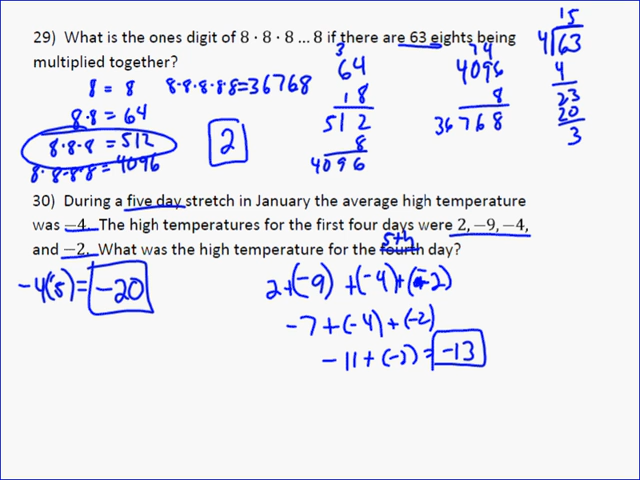 29) What is the ones digit of 8 · 8 · 8 … 8 if there are 63 eights being
multiplied together?
8 = 8
8·8 = 64
8·8·8 = 512
8·8·8·8 = 4096
8·8·8·8·8=36768
2
3
64
18
512
8
4096
74
4096
8
36768
15
4)63
4
23
20
3
30) During a five day stretch in January the average high temperature
was −4. The high temperatures for the first four days were 2, −9, −4,
5th
and −2. What was the high temperature for the fourth day?
-4(5) = -20
2+(-9) +(-4)+(-2)
-7+(-4)+(-2)
-11+(-2)= -13